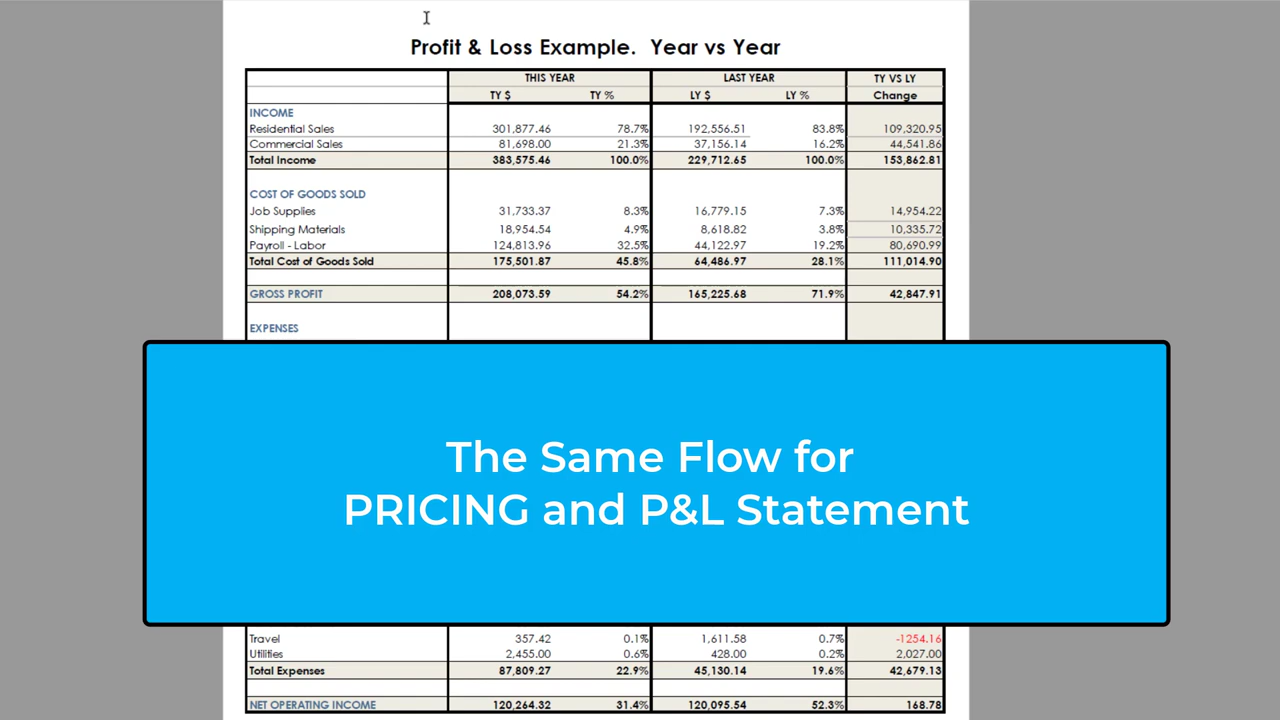 Profit & Loss Example. Year vs Year
THIS YEAR LAST YEAR TY VS LY
TY $ TY % LY $ LY % Change
INCOME
Residential Sales 301,877.46 78.7% 192,556.51 83.8% 109,320.95
Commercial Sales 81,698.00 21.3% 37,156.14 16.2% 44,541.86
Total Income 383,575.46 100.0% 229,712.65 100.0% 153,862.81
COST OF GOODS SOLD
Job Supplies 31,733.37 8.3% 16,779.15 7.3% 14,954.22
Shipping Materials 18,954.54 4.9% 8,618.82 3.8% 10,335.72
Payroll - Labor 124,813.96 32.5% 44,122.97 19.2% 80,690.99
Total Cost of Goods Sold 175,501.87 45.8% 64,486.97 28.1% 111,014.90
GROSS PROFIT 208,073.59 54.2% 165,225.68 71.9% 42,847.91
EXPENSES
The Same Flow for
PRICING and P&L Statement
Travel 357.42 0.1% 1,611.58 0.7% -1254.16
Utilities 2,455.00 0.6% 428.00 0.2% 2,027.00
Total Expenses 87,809.27 22.9% 45,130.14 19.6% 42,679.13
NET OPERATING INCOME 120,264.32 31.4% 120,095.54 52.3% 168.78